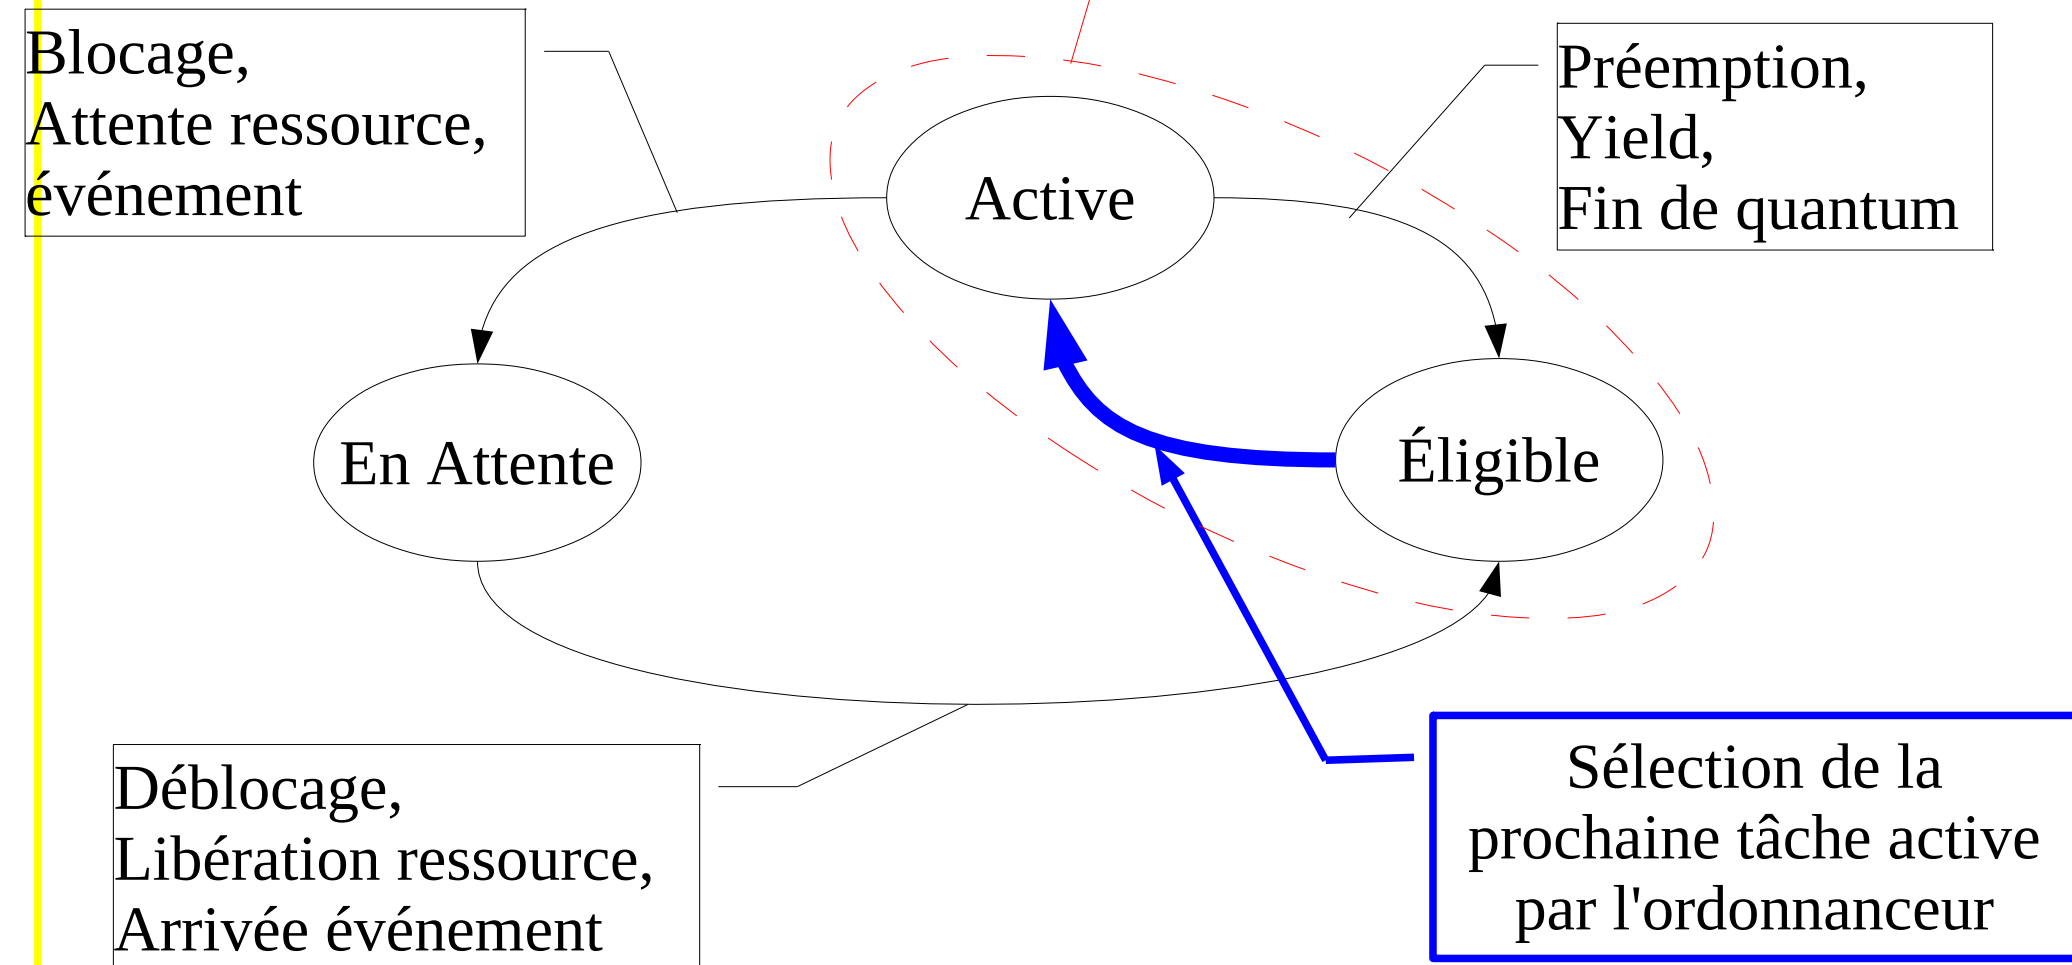 Blocage,
Attente ressource,
événement
Préemption,
Yield,
Fin de quantum
Active
En Attente
Éligible
Déblocage,
Libération ressource,
Arrivée événement
Sélection de la
prochaine tâche active
par l'ordonnanceur